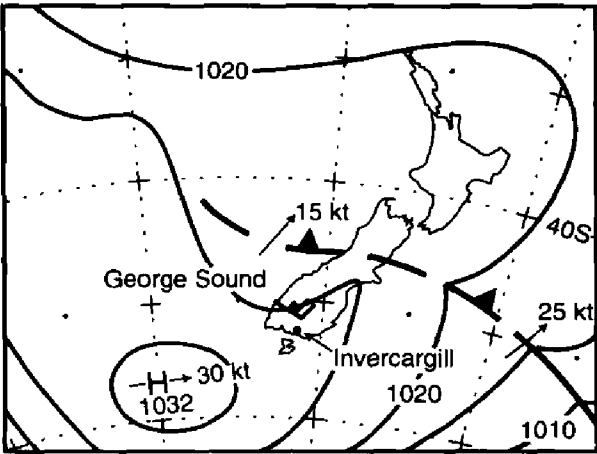 1020
15 kt
40S
George Sound
25 kt
B
Invercargill
H 30 kt
1032
1020
1010